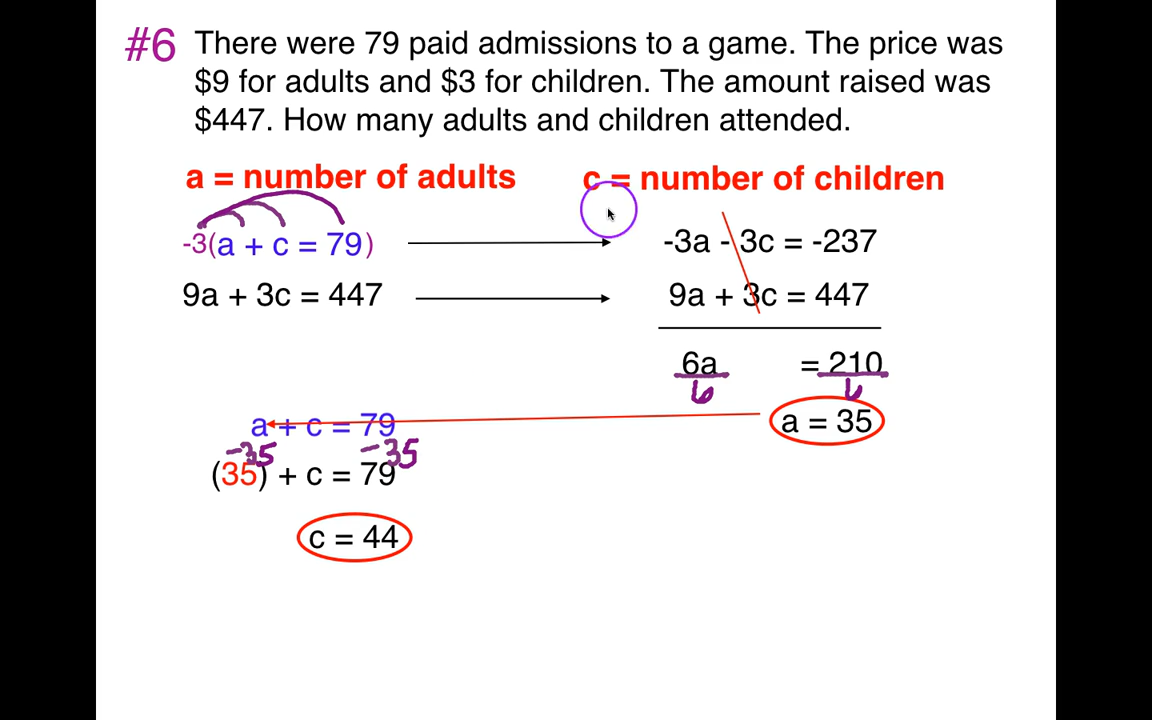 #6 There were 79 paid admissions to a game. The price was
$9 for adults and $3 for children. The amount raised was
$447. How many adults and children attended.
a = number of adults
c = number of children
-3(a + c = 79)
-3a - 3c = -237
9a + 3c = 447
9a + 3c = 447
6a = 210
6 6
a = 35
a + c = 79
-35 -35
(35) + c = 79
c = 44